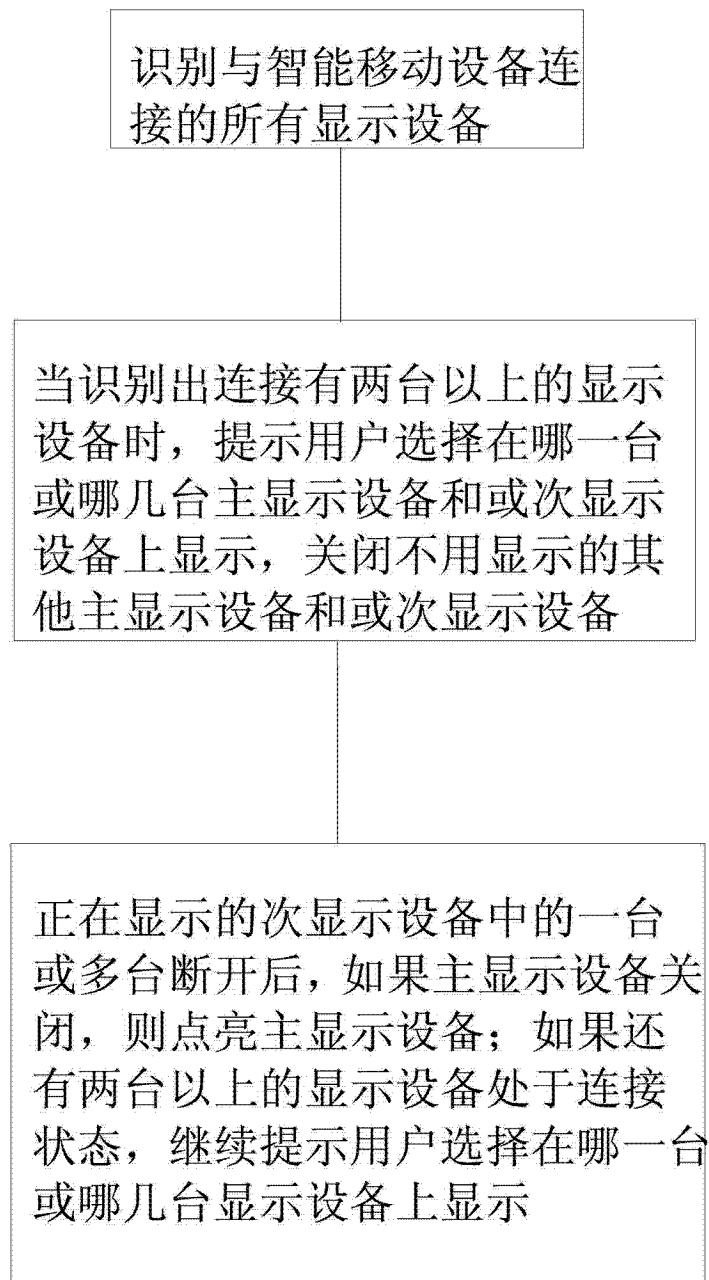 识别与智能移动设备连
接的所有显示设备
当识别出连接有两台以上的显示
设备时，提示用户选择在哪一台
或哪几台主显示设备和或次显示
设备上显示，关闭不用显示的其
他主显示设备和或次显示设备
正在显示的次显示设备中的一台
或多台断开后，如果主显示设备关
闭，则点亮主显示设备；如果还
有两台以上的显示设备处于连接
状态，继续提示用户选择在哪一台
或哪几台显示设备上显示